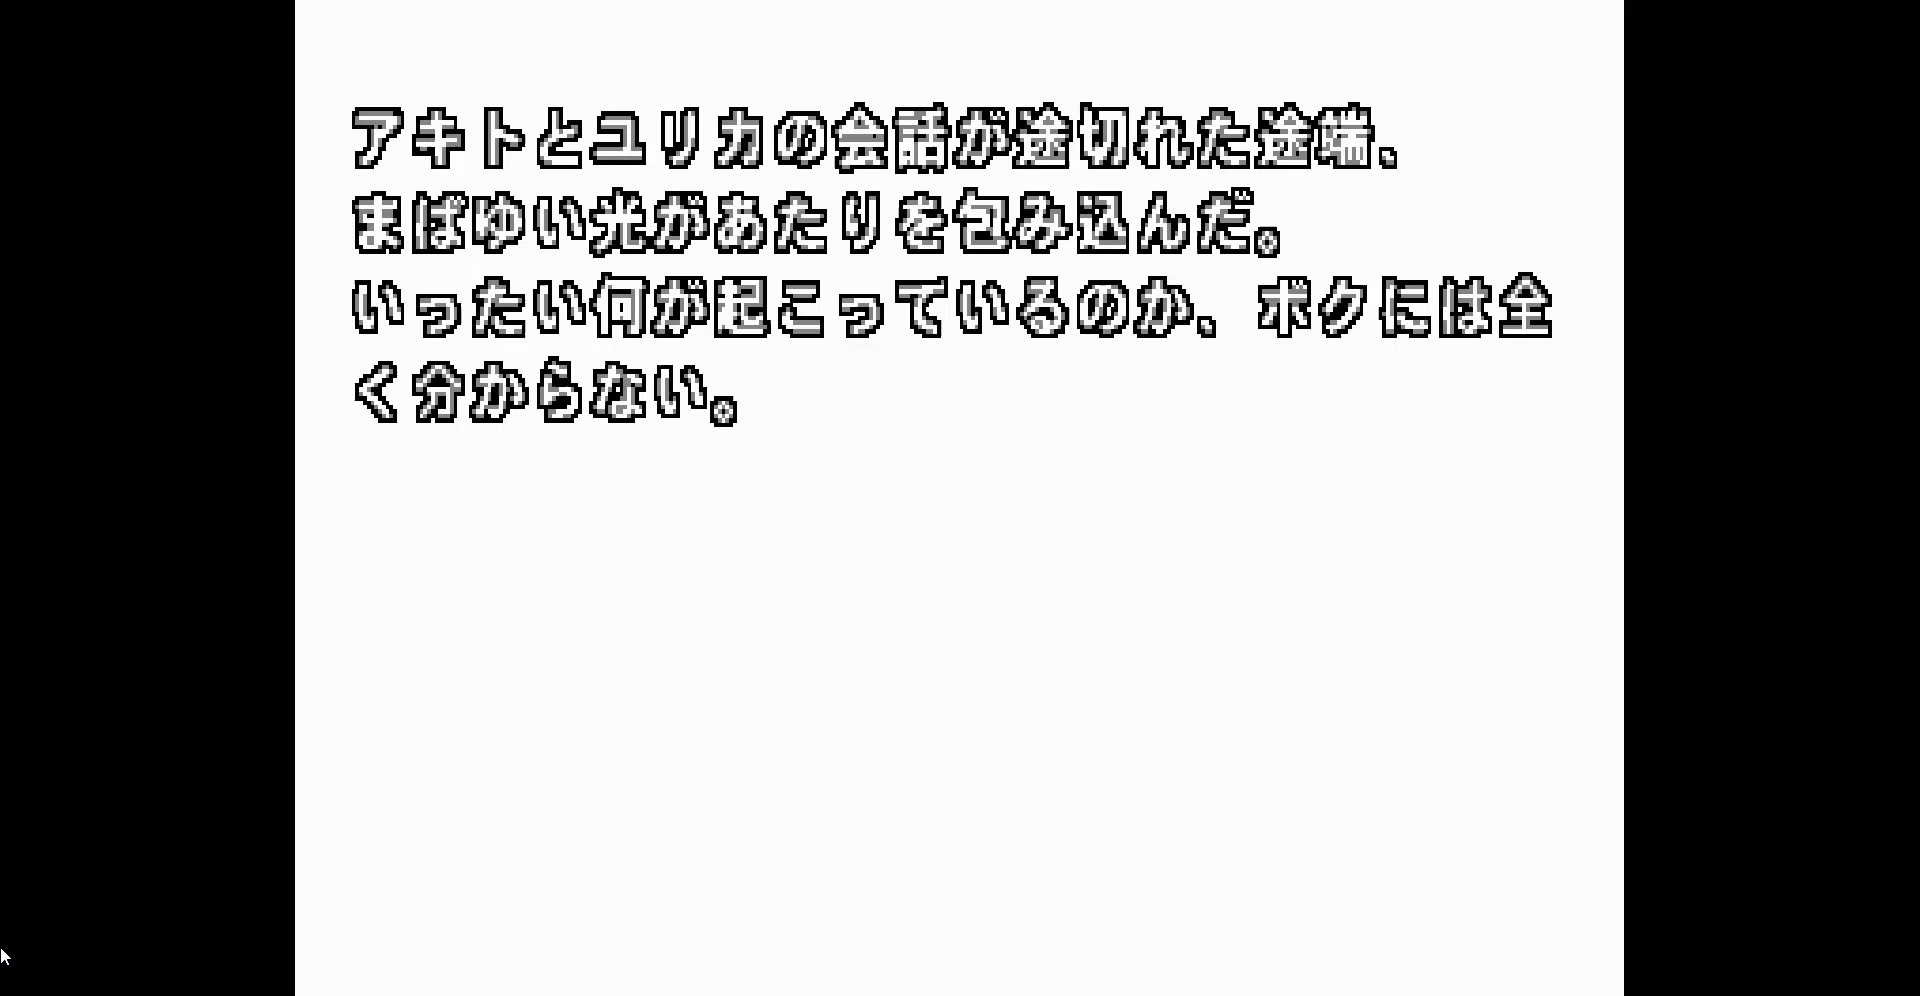 アキトとユリカの会話が途切れた途端、
まばゆい光があたりを包み込んだ。
いったい何が起こっているのか、ボクには全
く分からない。